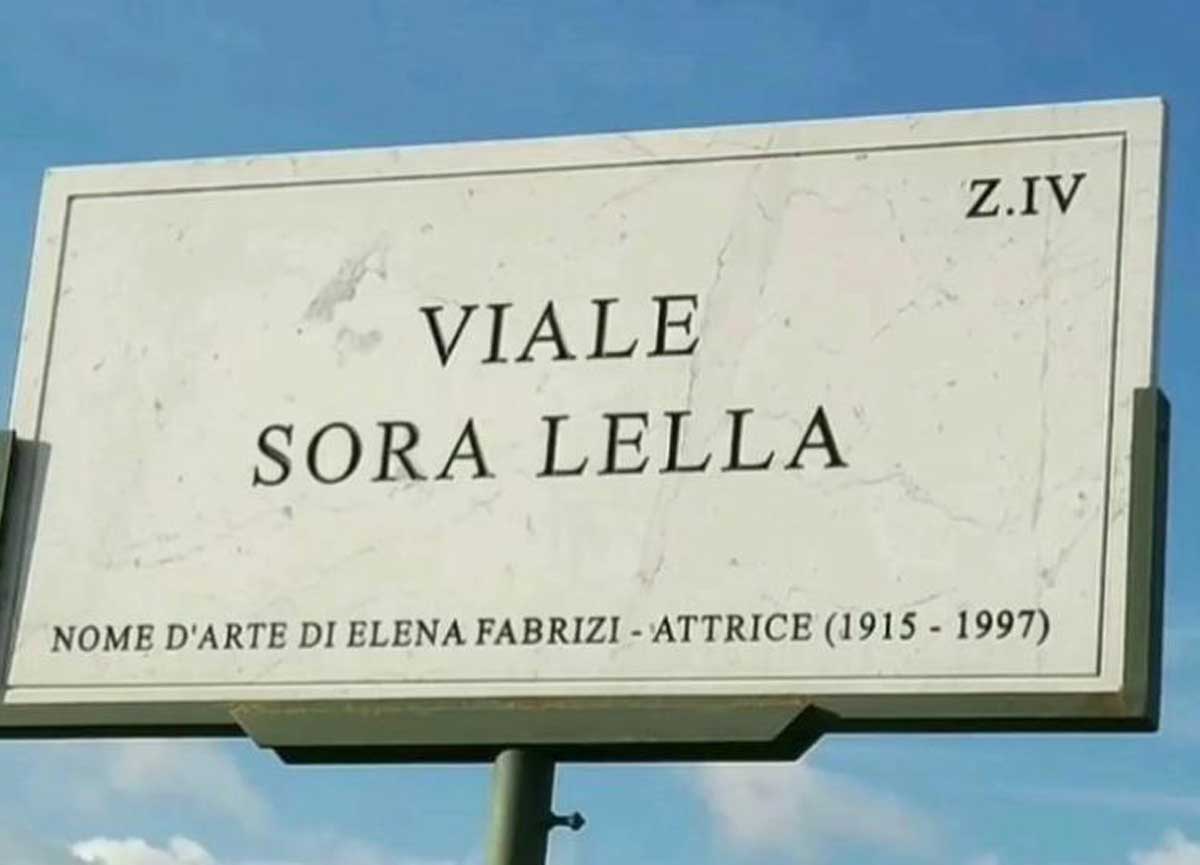 Z.IV
VIALE
SORA LELLA
NOME D'ARTE DI ELENA FABRIZI - ATTRICE (1915 - 1997)